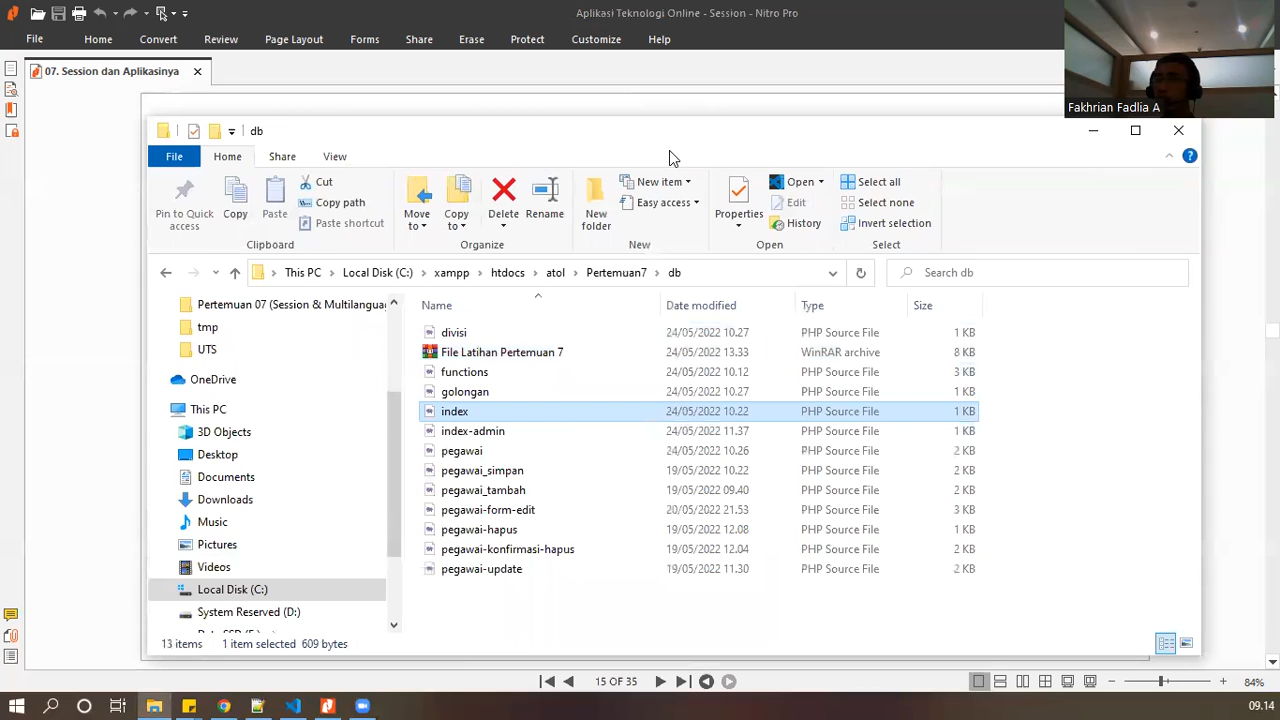 Aplikasi Teknologi Online - Session - Nitro Pro
File Home Convert Review Page Layout Forms Share Erase Protect Customize Help
07. Session dan Aplikasinya
Fakhrian Fadlia A
db
File Home Share View
Pin to Quick access
Copy
Paste
Cut
Copy path
Paste shortcut
Clipboard
Move to
Copy to
Delete
Rename
Organize
New folder
New item
Easy access
New
Properties
Open
Edit
History
Open
Select all
Select none
Invert selection
Select
This PC Local Disk (C:) xampp htdocs atol Pertemuan7 db
Search db
Pertemuan 07 (Session & Multilangua
tmp
UTS
OneDrive
This PC
3D Objects
Desktop
Documents
Downloads
Music
Pictures
Videos
Local Disk (C:)
System Reserved (D:)
Name Date modified Type Size
divisi 24/05/2022 10.27 PHP Source File 1 KB
File Latihan Pertemuan 7 24/05/2022 13.33 WinRAR archive 8 KB
functions 24/05/2022 10.12 PHP Source File 3 KB
golongan 24/05/2022 10.27 PHP Source File 1 KB
index 24/05/2022 10.22 PHP Source File 1 KB
index-admin 24/05/2022 11.37 PHP Source File 1 KB
pegawai 24/05/2022 10.26 PHP Source File 2 KB
pegawai_simpan 19/05/2022 10.22 PHP Source File 2 KB
pegawai_tambah 19/05/2022 09.40 PHP Source File 2 KB
pegawai-form-edit 20/05/2022 21.53 PHP Source File 3 KB
pegawai-hapus 19/05/2022 12.08 PHP Source File 1 KB
pegawai-konfirmasi-hapus 19/05/2022 12.04 PHP Source File 2 KB
pegawai-update 19/05/2022 11.30 PHP Source File 2 KB
13 items 1 item selected 609 bytes
15 OF 35
84%
09.14